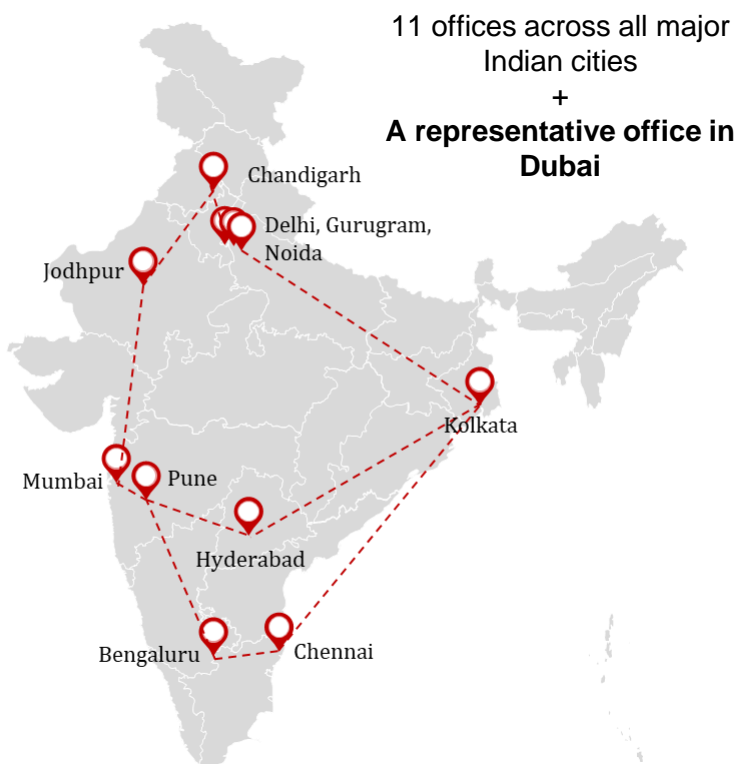 11 offices across all major
Indian cities
+
A representative office in
Dubai
Chandigarh
Delhi, Gurugram,
Noida
Jodhpur
Kolkata
Mumbai
Pune
Hyderabad
Bengaluru
Chennai